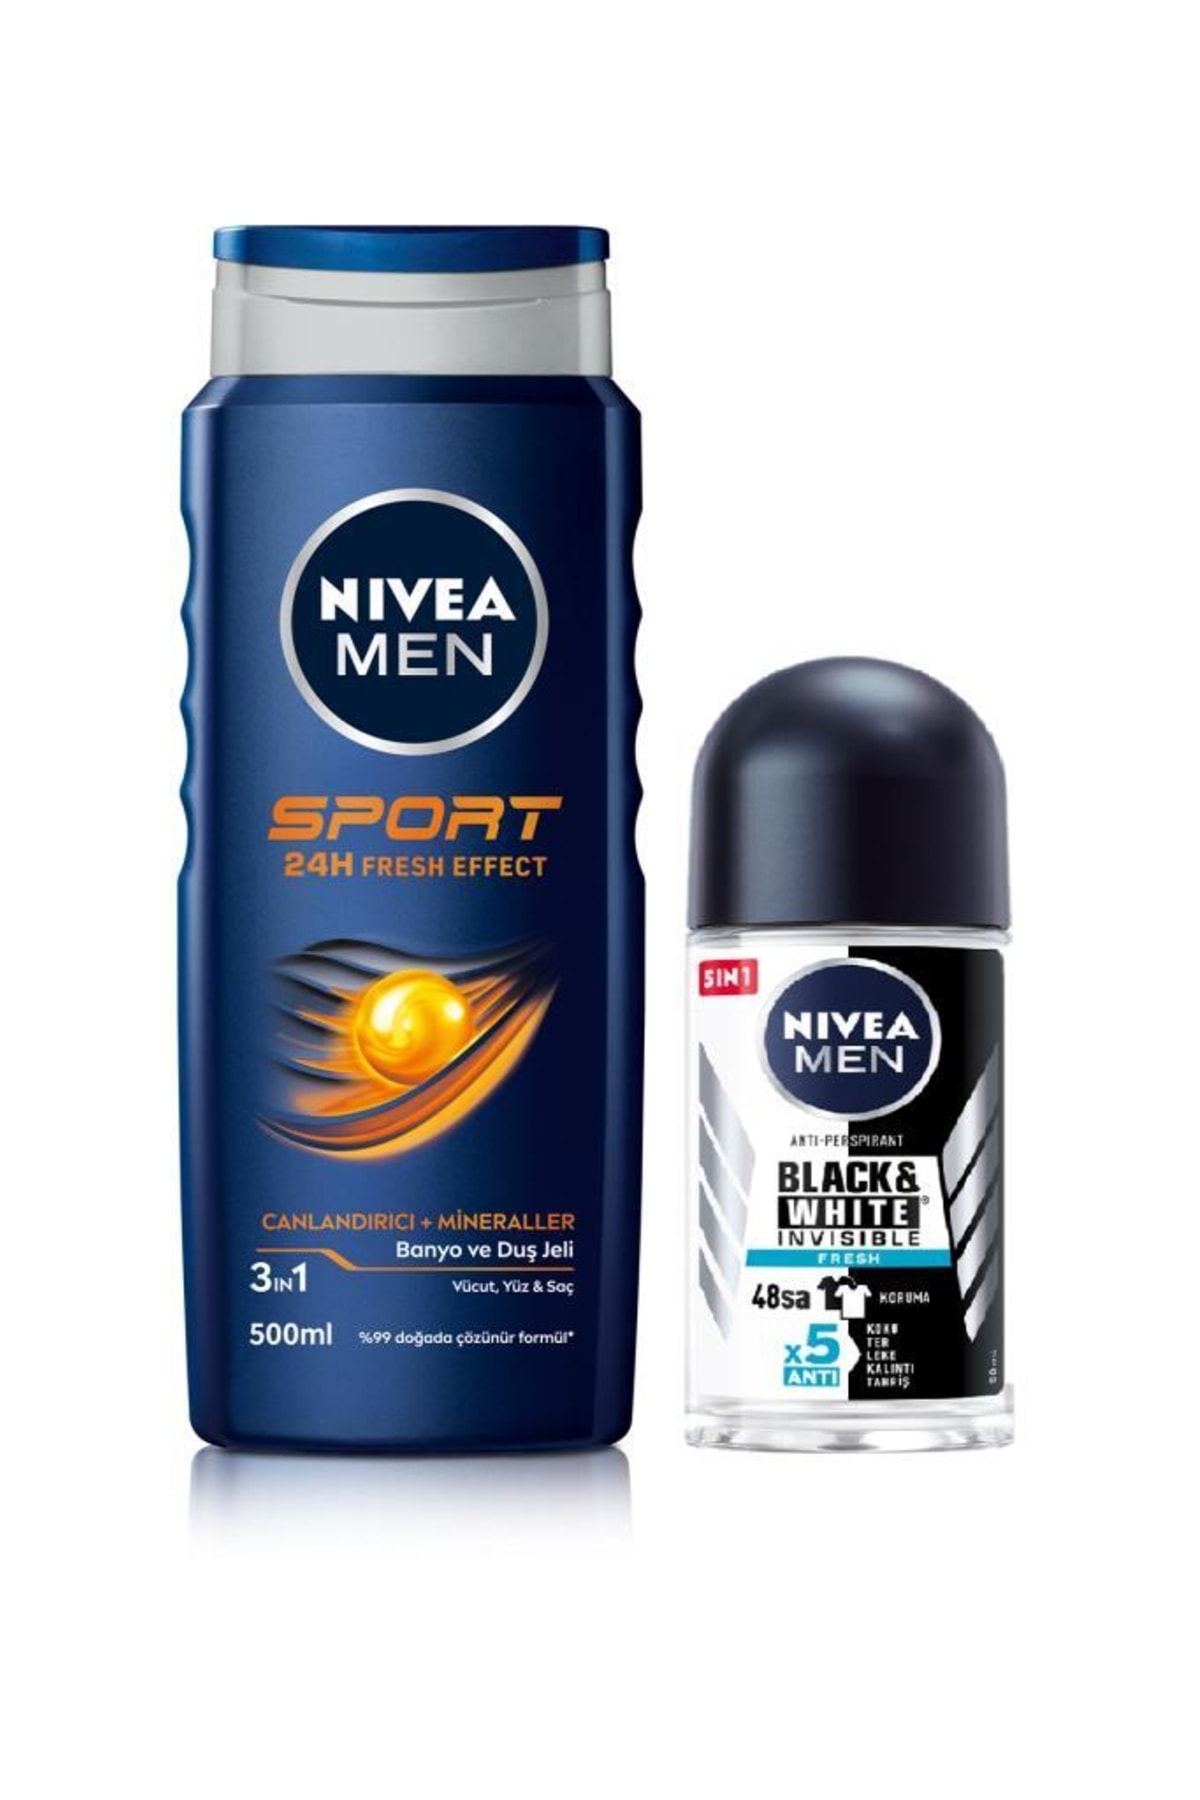 NIVEA
MEN
SPORT
24H FRESH EFFECT
CANLANDIRICI + MİNERALLER
Banyo ve Duş Jeli
3IN1
Vücut, Yüz & Saç
500ml
%99 doğada çözünür formül*
5IN1
NIVEA
MEN
ANTI-PERSPIRANT
BLACK&
WHITE®
INVISIBLE
FRESH
48sa
KORUMA
x5
ANTI
KOKU
TER
LEKE
KALINTI
TAHRİŞ
50 ml